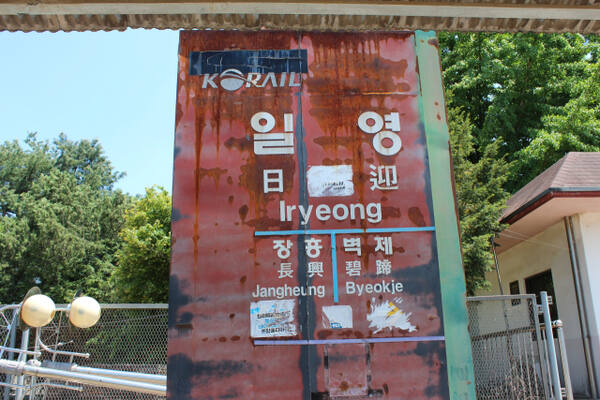 KORAIL
일 영
日 迎
Iryeong
장흥 벽제
長興 碧蹄
Jangheung Byeokje